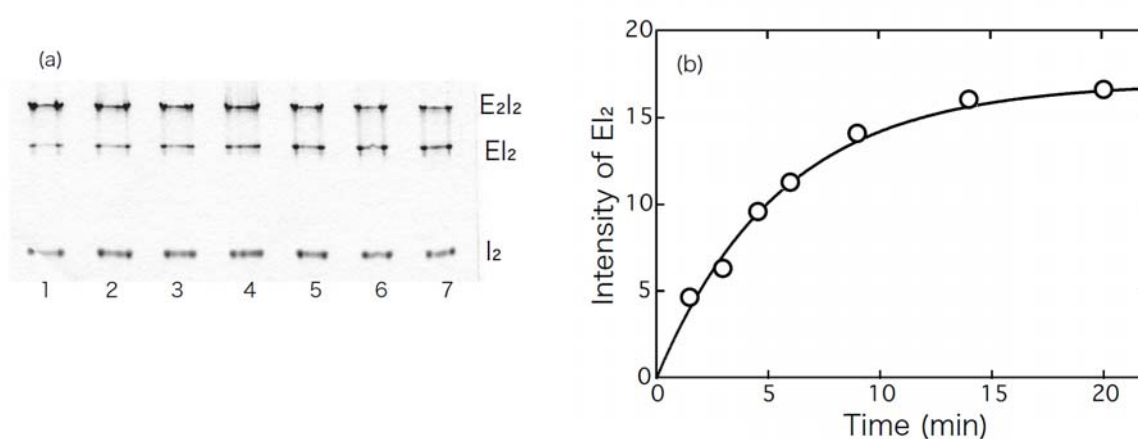 (a)
E₂I₂
EI₂
I₂
1 2 3 4 5 6 7
(b)
Intensity of EI₂
20
15
10
5
0
0 5 10 15 20
Time (min)